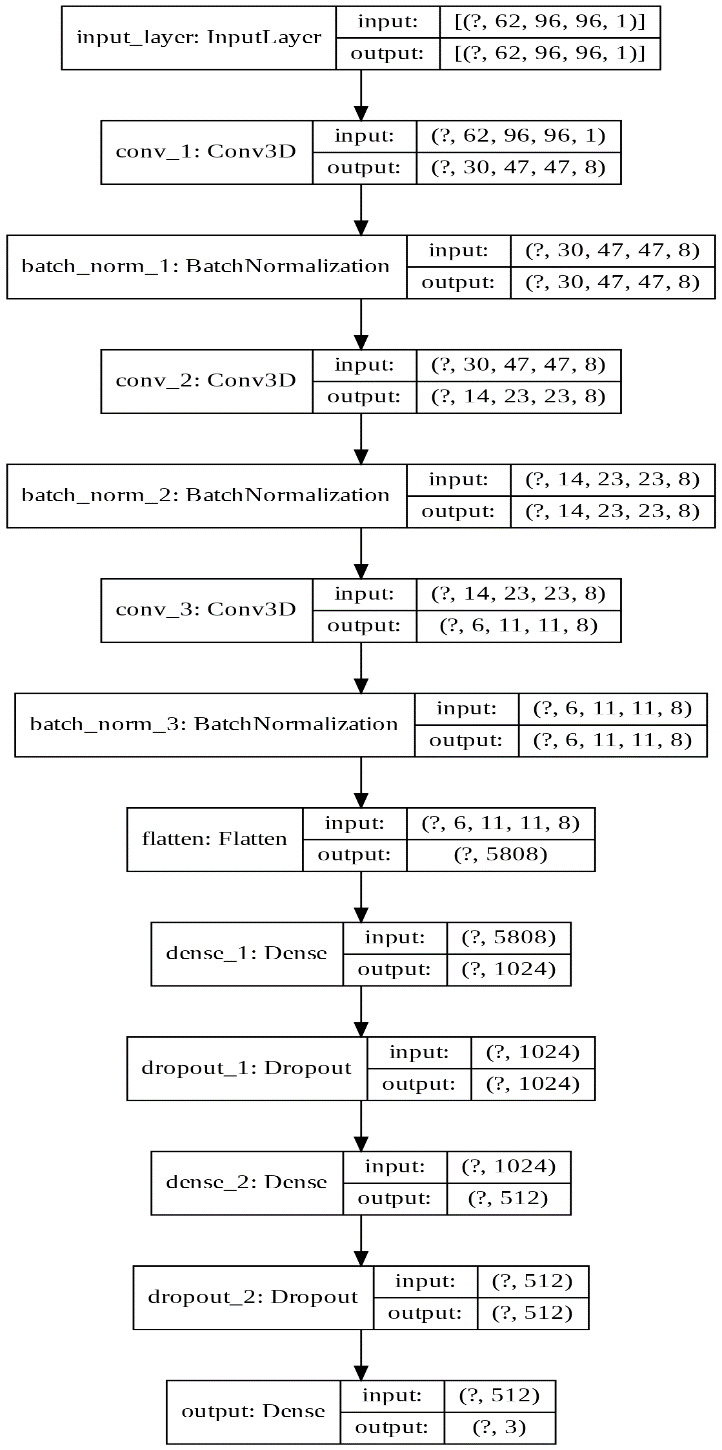 input_layer: InputLayer
input: [(?, 62, 96, 96, 1)]
output: [(?, 62, 96, 96, 1)]
conv_1: Conv3D
input: (?, 62, 96, 96, 1)
output: (?, 30, 47, 47, 8)
batch_norm_1: BatchNormalization
input: (?, 30, 47, 47, 8)
output: (?, 30, 47, 47, 8)
conv_2: Conv3D
input: (?, 30, 47, 47, 8)
output: (?, 14, 23, 23, 8)
batch_norm_2: BatchNormalization
input: (?, 14, 23, 23, 8)
output: (?, 14, 23, 23, 8)
conv_3: Conv3D
input: (?, 14, 23, 23, 8)
output: (?, 6, 11, 11, 8)
batch_norm_3: BatchNormalization
input: (?, 6, 11, 11, 8)
output: (?, 6, 11, 11, 8)
flatten: Flatten
input: (?, 6, 11, 11, 8)
output: (?, 5808)
dense_1: Dense
input: (?, 5808)
output: (?, 1024)
dropout_1: Dropout
input: (?, 1024)
output: (?, 1024)
dense_2: Dense
input: (?, 1024)
output: (?, 512)
dropout_2: Dropout
input: (?, 512)
output: (?, 512)
output: Dense
input: (?, 512)
output: (?, 3)